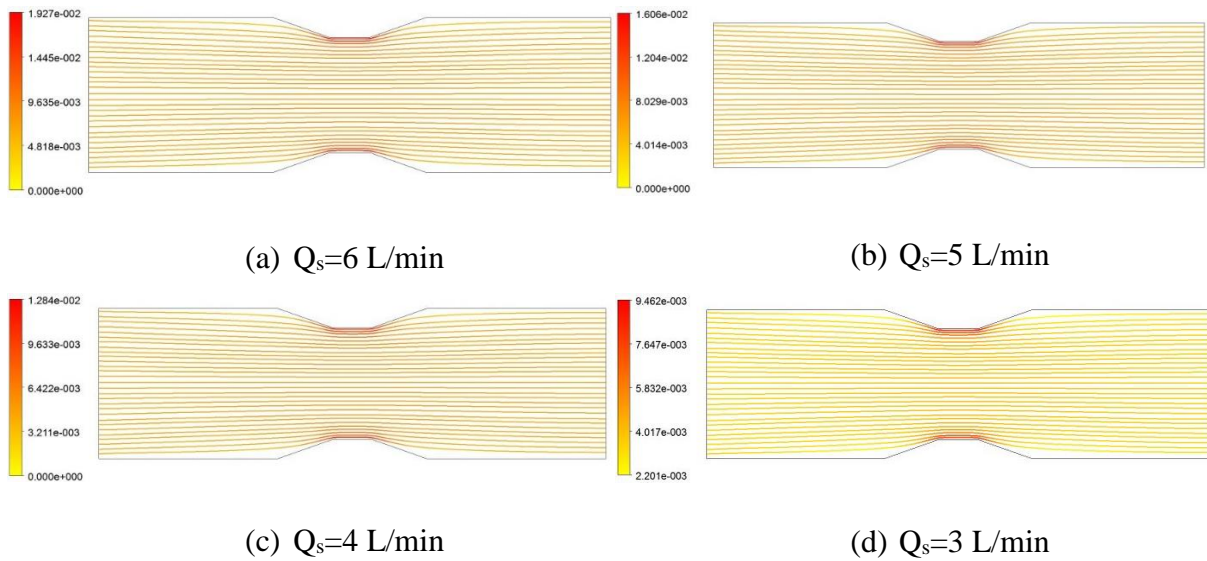 1.927e-002
1.445e-002
9.635e-003
4.818e-003
0.000e+000
(a) Qₛ=6 L/min
1.606e-002
1.204e-002
8.029e-003
4.014e-003
0.000e+000
(b) Qₛ=5 L/min
1.284e-002
9.633e-003
6.422e-003
3.211e-003
0.000e+000
(c) Qₛ=4 L/min
9.462e-003
7.647e-003
5.832e-003
4.017e-003
2.201e-003
(d) Qₛ=3 L/min